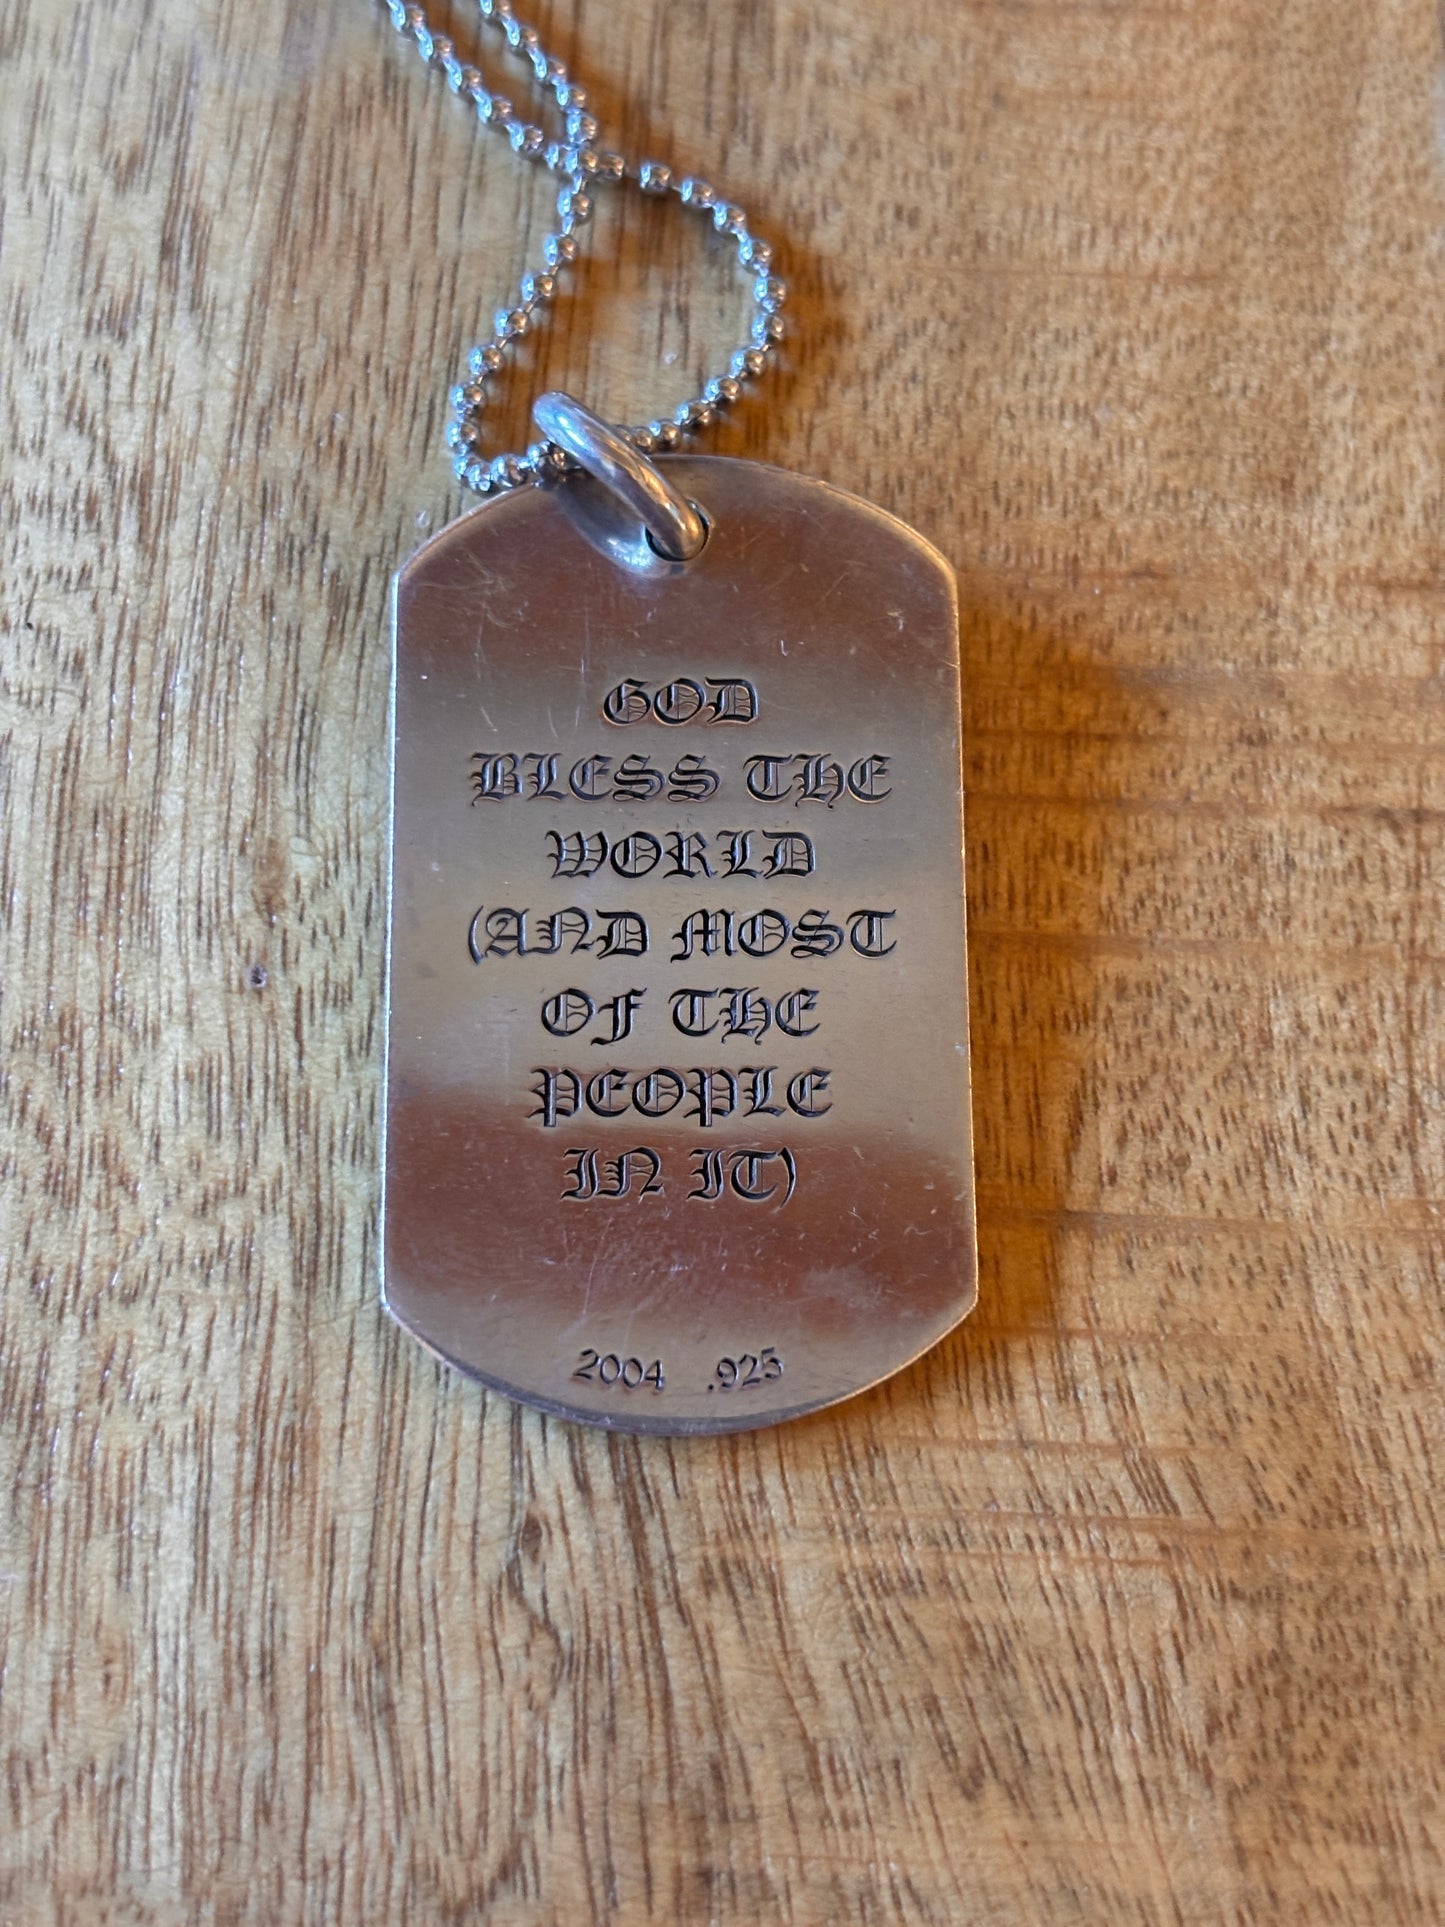 GOD
BLESS THE
WORLD
(AND MOST
OF THE
PEOPLE
IN IT)
2004 .925